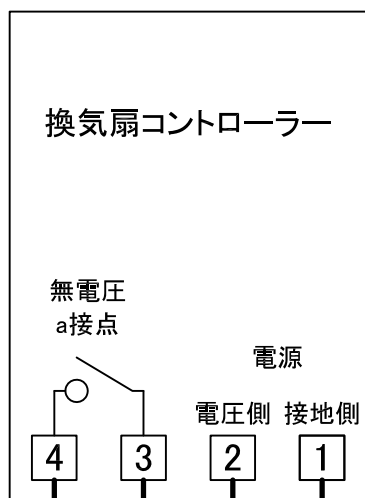 換気扇コントローラー
無電圧
a接点
電源
電圧側 接地側
4 3 2 1